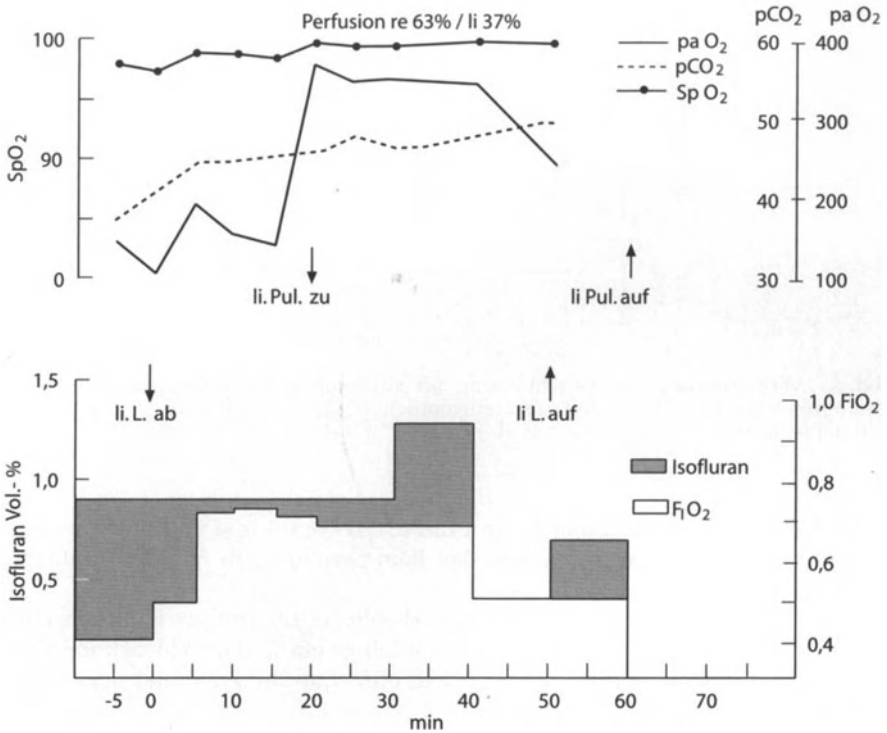 Perfusion re 63% / li 37%
pCO₂ pa O₂
100 60 400
pa O₂
pCO₂
Sp O₂
50 300
SpO₂
90
40 200
0 30 100
li. Pul. zu
li Pul. auf
1,5
1,0 FiO₂
li. L. ab
li L. auf
Isofluran Vol.- %
1,0
Isofluran
0,8
F₁O₂
0,5
0,6
0,4
-5 0 10 20 30 40 50 60 70
min